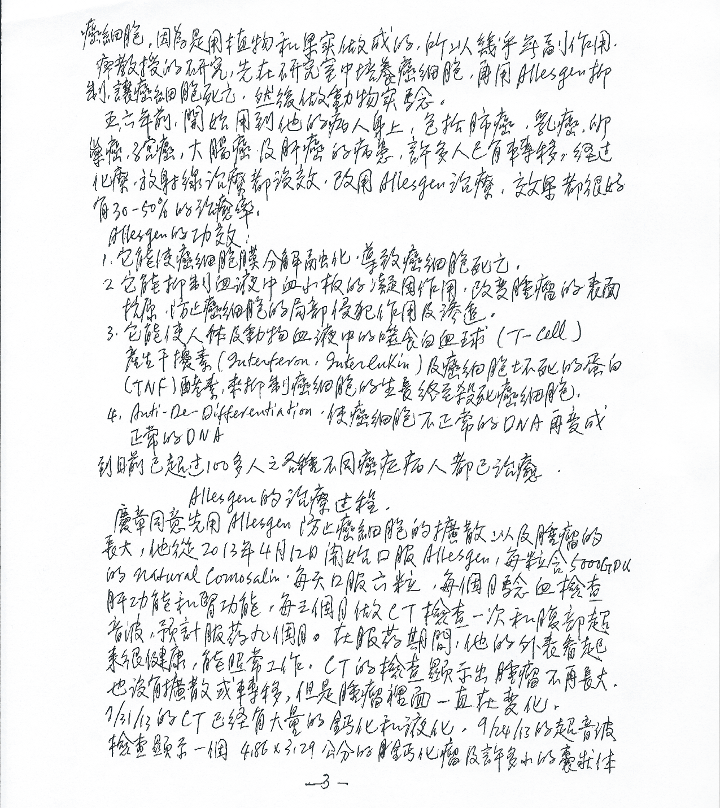 癌細胞,因為是用植物和果实做成的,所以幾乎無副作用.
教授的研究,先在研究室中培養癌細胞,再用Allesgen抑
制,讓癌細胞死亡,然後做動物实驗。
五六年前,開始用到他的病人身上,包括肺癌,乳癌,卵
巢癌,子宮癌,大腸癌及肝癌的病患,許多人已有轉移,經过
化療,放射線治療都没效,改用Allesgen治療,效果都很好
有30-50%的治癒率.
Allesgen的功效:
1.它能使癌細胞膜分解融化,導致癌細胞死亡.
2它能抑制血液中血小板的凝固作用,改变腫瘤的表面
抗原,防止癌細胞的局部侵犯作用及滲透.
3.它能使人体及動物血液中的噬食白血球(T-cell)
產生干擾素(Interferon,Interlukin)及癌細胞壊死的蛋白
(TNF)酵素,來抑制癌細胞的生長終至殺死癌細胞.
4. Anti-De-Differentiation.使癌細胞不正常的DNA再变成
正常的DNA
到目前已超过100多人之各種不同癌症病人都已治癒.
Allesgen的治療过程.
慶章同意先用Allesgen防止癌細胞的擴散以及腫瘤的
長大,他從2013年4月12日開始口服Allesgen,每粒含5000GDU
的natural Comosalin.每天口服六粒,每個月驗血檢查
肝功能和腎功能,每三個月做CT檢查一次和腹部超
音波,預計服药九個月。在服药期間,他的外表看起
來很健康,能照常工作.CT的檢查顯示出腫瘤不再長大.
也没有擴散或轉移,但是腫瘤裡面一直在变化.
7/31/13的CT已經有大量的鈣化和液化.9/24/13的超音波
檢查顯示一個4.86x3.29公分的鈣化瘤及許多小的囊狀体
-3-